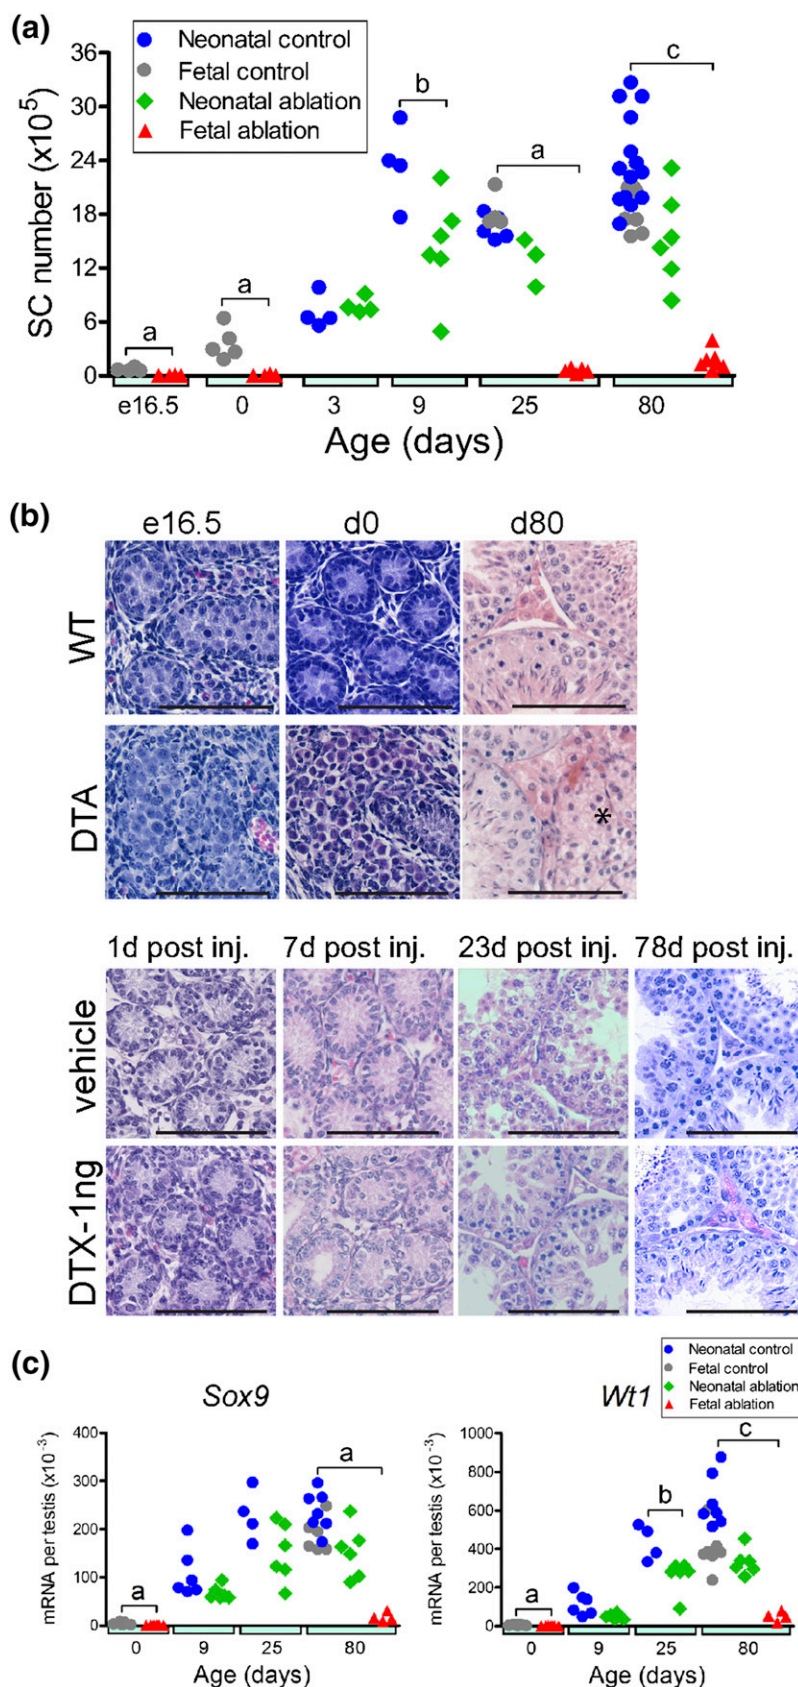 (a)
Neonatal control
Fetal control
Neonatal ablation
Fetal ablation
SC number (x10⁵)
36
30
24
18
12
6
0
a
a
b
a
c
e16.5
0
3
9
25
80
Age (days)
(b)
e16.5
d0
d80
WT
DTA
*
1d post inj.
7d post inj.
23d post inj.
78d post inj.
vehicle
DTX-1ng
(c)
Neonatal control
Fetal control
Neonatal ablation
Fetal ablation
Sox9
mRNA per testis (x10⁻³)
400
300
200
100
0
a
a
0
9
25
80
Age (days)
Wt1
mRNA per testis (x10⁻³)
1000
800
600
400
200
0
a
b
c
0
9
25
80
Age (days)